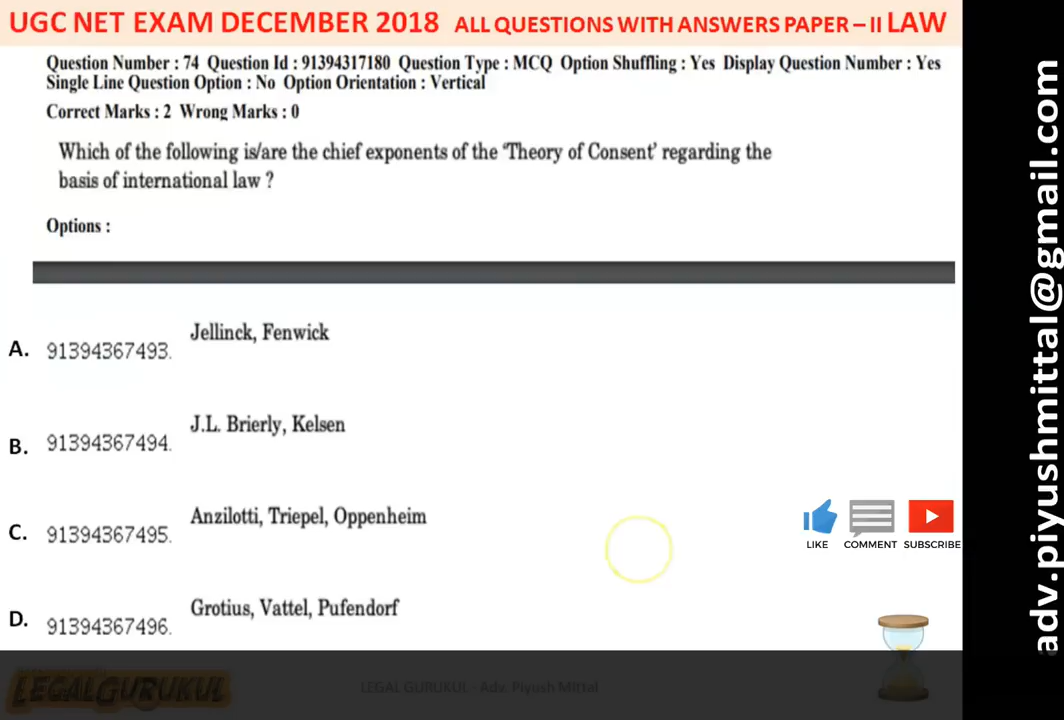 UGC NET EXAM DECEMBER 2018 ALL QUESTIONS WITH ANSWERS PAPER – II LAW
Question Number : 74 Question Id : 91394317180 Question Type : MCQ Option Shuffling : Yes Display Question Number : Yes
Single Line Question Option : No Option Orientation : Vertical
Correct Marks : 2 Wrong Marks : 0
Which of the following is/are the chief exponents of the 'Theory of Consent' regarding the
basis of international law ?
Options :
A. 91394367493. Jellinck, Fenwick
B. 91394367494. J.L. Brierly, Kelsen
C. 91394367495. Anzilotti, Triepel, Oppenheim
D. 91394367496. Grotius, Vattel, Pufendorf
LIKE COMMENT SUBSCRIBE
LEGALGURUKUL
LEGAL GURUKUL - Adv. Piyush Mittal
adv.piyushmittal@gmail.com